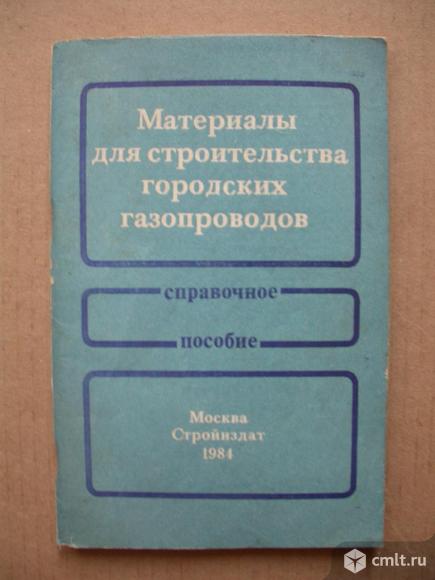 Материалы
для строительства
городских
газопроводов
справочное
пособие
Москва
Стройиздат
1984
cmlt.ru